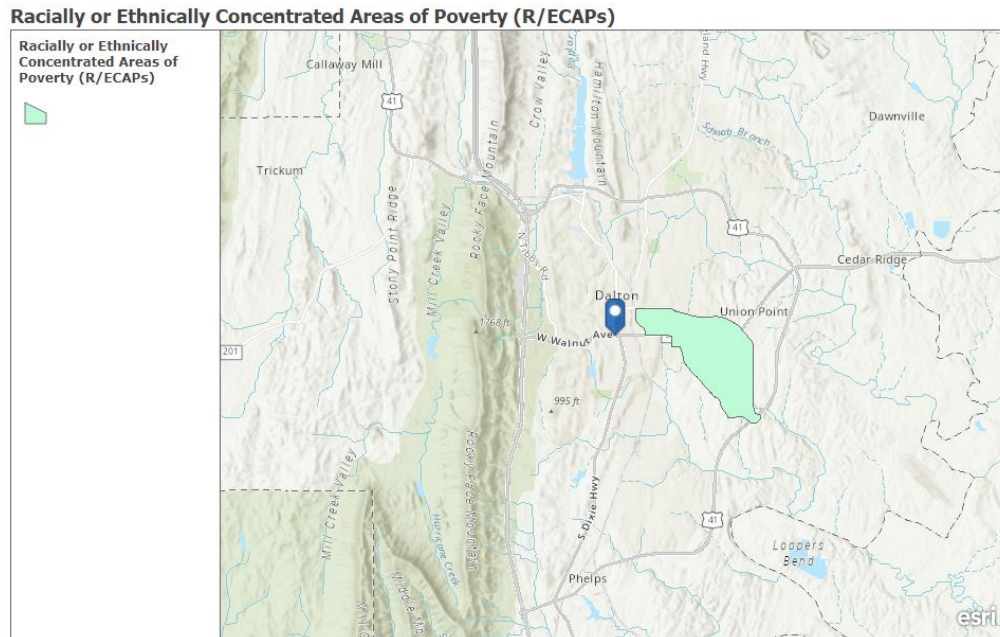 Racially or Ethnically Concentrated Areas of Poverty (R/ECAPs)
Racially or Ethnically
Concentrated Areas of
Poverty (R/ECAPs)
Callaway Mill
41
Crow Valley
Hamilton Mountain
Dawnville
Trickum
Rocky Face Mountain
Stony Point Ridge
Mill Creek Valley
N Tibbs Rd
41
Cedar Ridge
Dalton
Union Point
1768 ft
W Walnut Ave
201
995 ft
Mill Creek Valley
Rocky Face Mountain
S Dixie Hwy
41
Hurricane Creek
Loopers
Bend
Phelps
esri